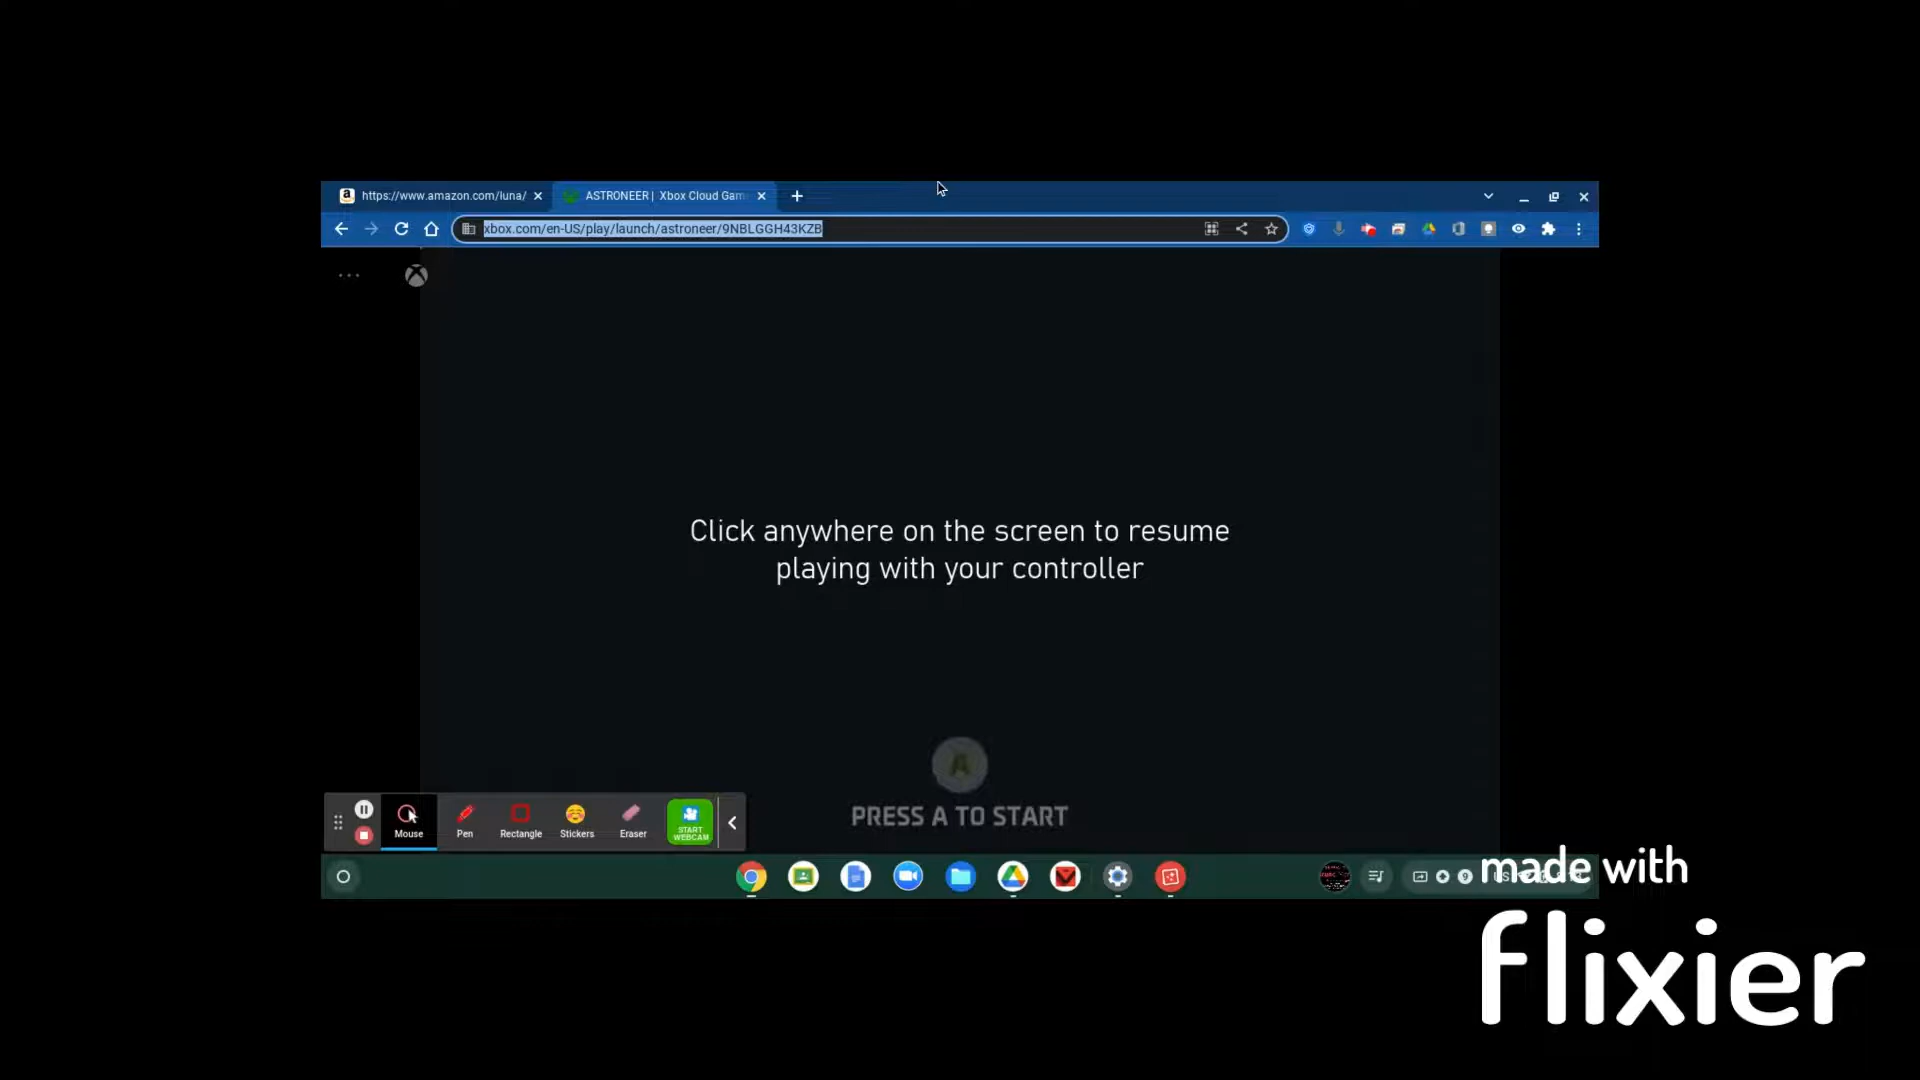 https://www.amazon.com/luna/
ASTRONEER | Xbox Cloud Gam
xbox.com/en-US/play/launch/astroneer/9NBLGGH43KZB
Click anywhere on the screen to resume
playing with your controller
A
PRESS A TO START
Mouse
Pen
Rectangle
Stickers
Eraser
START
WEBCAM
9
US
made with
flixier